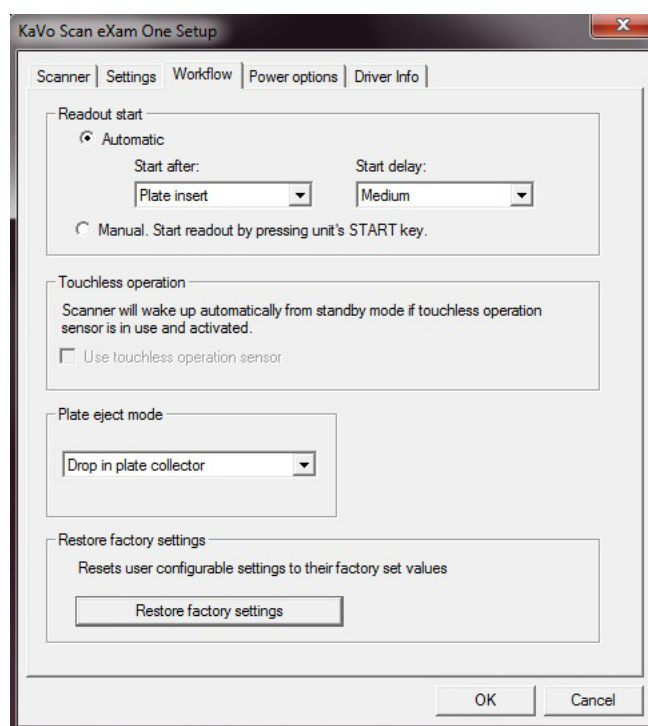 KaVo Scan eXam One Setup
Scanner Settings Workflow Power options Driver Info
Readout start
Automatic
Start after: Start delay:
Plate insert Medium
Manual. Start readout by pressing unit's START key.
Touchless operation
Scanner will wake up automatically from standby mode if touchless operation
sensor is in use and activated.
Use touchless operation sensor
Plate eject mode
Drop in plate collector
Restore factory settings
Resets user configurable settings to their factory set values
Restore factory settings
OK Cancel